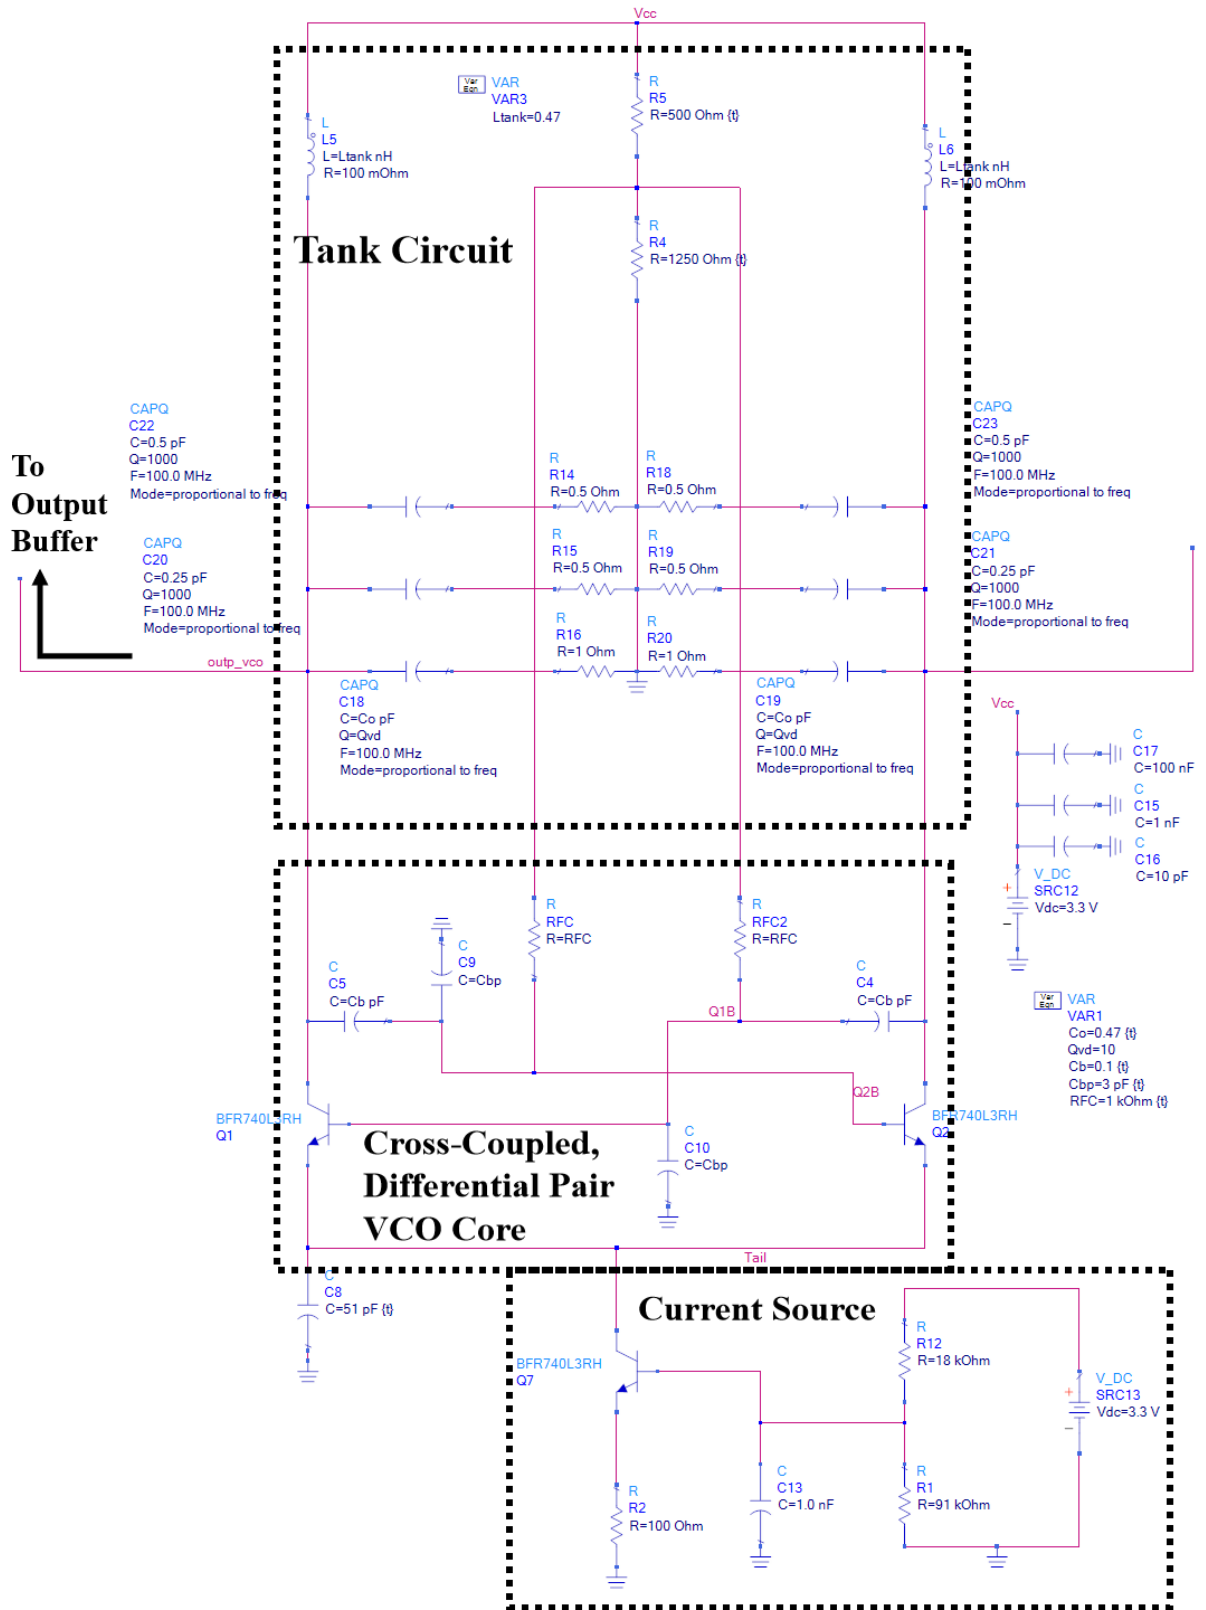 Vcc
Var
Eqn
VAR
VAR3
Ltank=0.47
R
R5
R=500 Ohm {t}
L
L5
L=Ltank nH
R=100 mOhm
L
L6
L=Ltank nH
R=100 mOhm
Tank Circuit
R
R4
R=1250 Ohm {t}
CAPQ
C22
C=0.5 pF
Q=1000
F=100.0 MHz
Mode=proportional to freq
CAPQ
C23
C=0.5 pF
Q=1000
F=100.0 MHz
Mode=proportional to freq
To
Output
Buffer
R
R14
R=0.5 Ohm
R
R18
R=0.5 Ohm
CAPQ
C20
C=0.25 pF
Q=1000
F=100.0 MHz
Mode=proportional to freq
R
R15
R=0.5 Ohm
R
R19
R=0.5 Ohm
CAPQ
C21
C=0.25 pF
Q=1000
F=100.0 MHz
Mode=proportional to freq
R
R16
R=1 Ohm
R
R20
R=1 Ohm
outp_vco
CAPQ
C18
C=Co pF
Q=Qvd
F=100.0 MHz
Mode=proportional to freq
CAPQ
C19
C=Co pF
Q=Qvd
F=100.0 MHz
Mode=proportional to freq
Vcc
C
C17
C=100 nF
C
C15
C=1 nF
C
C16
C=10 pF
V_DC
SRC12
Vdc=3.3 V
+
−
R
RFC
R=RFC
R
RFC2
R=RFC
C
C9
C=Cbp
C
C5
C=Cb pF
C
C4
C=Cb pF
Q1B
Var
Eqn
VAR
VAR1
Co=0.47 {t}
Qvd=10
Cb=0.1 {t}
Cbp=3 pF {t}
RFC=1 kOhm {t}
Q2B
BFR740L3RH
Q1
BFR740L3RH
Q2
Cross-Coupled,
Differential Pair
VCO Core
C
C10
C=Cbp
Tail
C
C8
C=51 pF {t}
Current Source
BFR740L3RH
Q7
R
R12
R=18 kOhm
V_DC
SRC13
Vdc=3.3 V
+
−
R
R2
R=100 Ohm
C
C13
C=1.0 nF
R
R1
R=91 kOhm